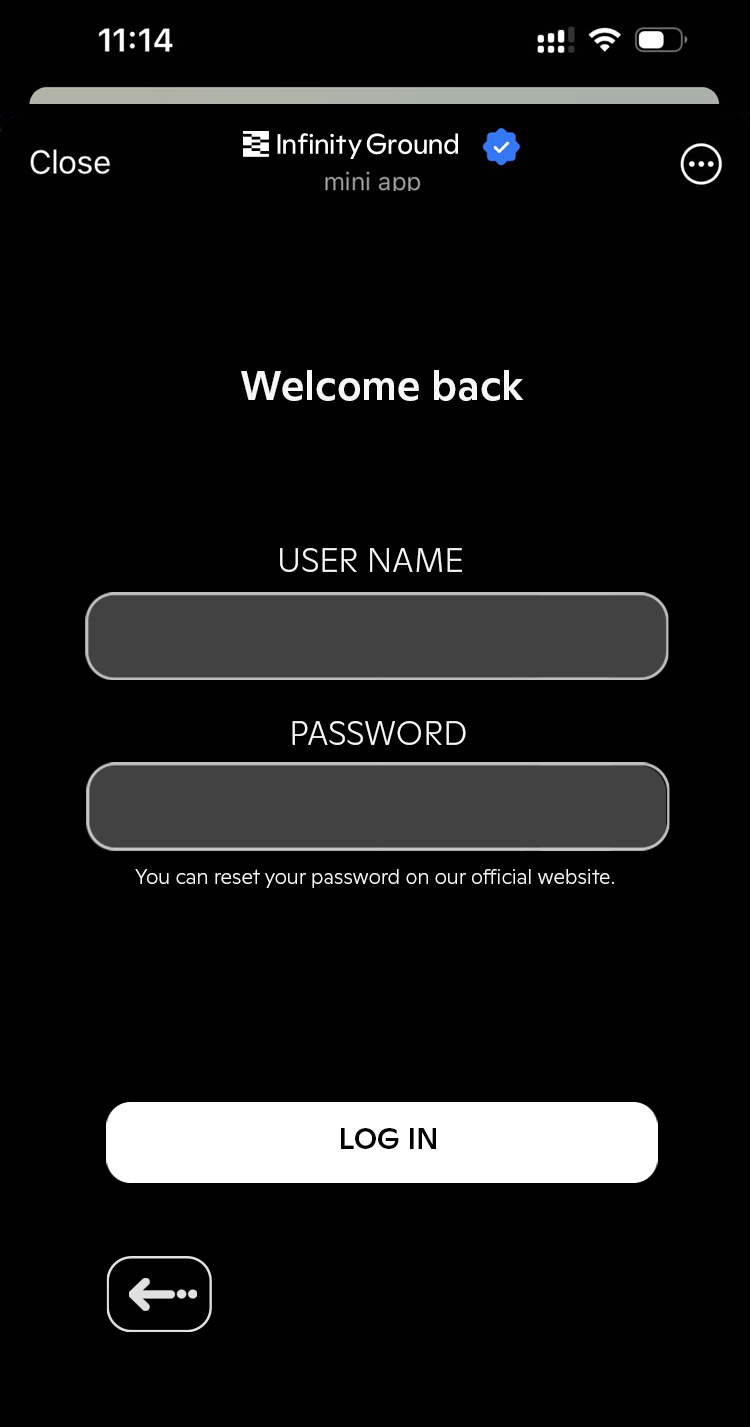 11:14
Close
Infinity Ground
mini app
Welcome back
USER NAME
PASSWORD
You can reset your password on our official website.
LOG IN